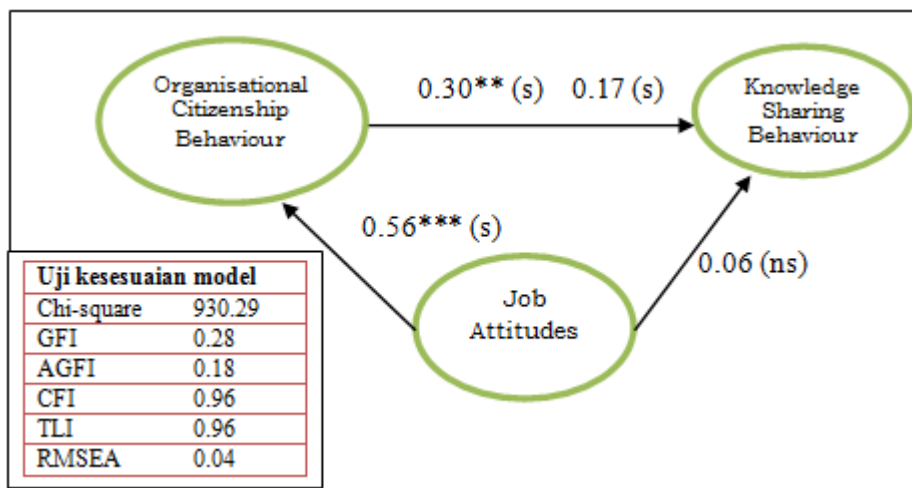 Organisational
Citizenship
Behaviour
0.30** (s) 0.17 (s)
Knowledge
Sharing
Behaviour
0.56*** (s)
0.06 (ns)
Job
Attitudes
Uji kesesuaian model
Chi-square 930.29
GFI 0.28
AGFI 0.18
CFI 0.96
TLI 0.96
RMSEA 0.04